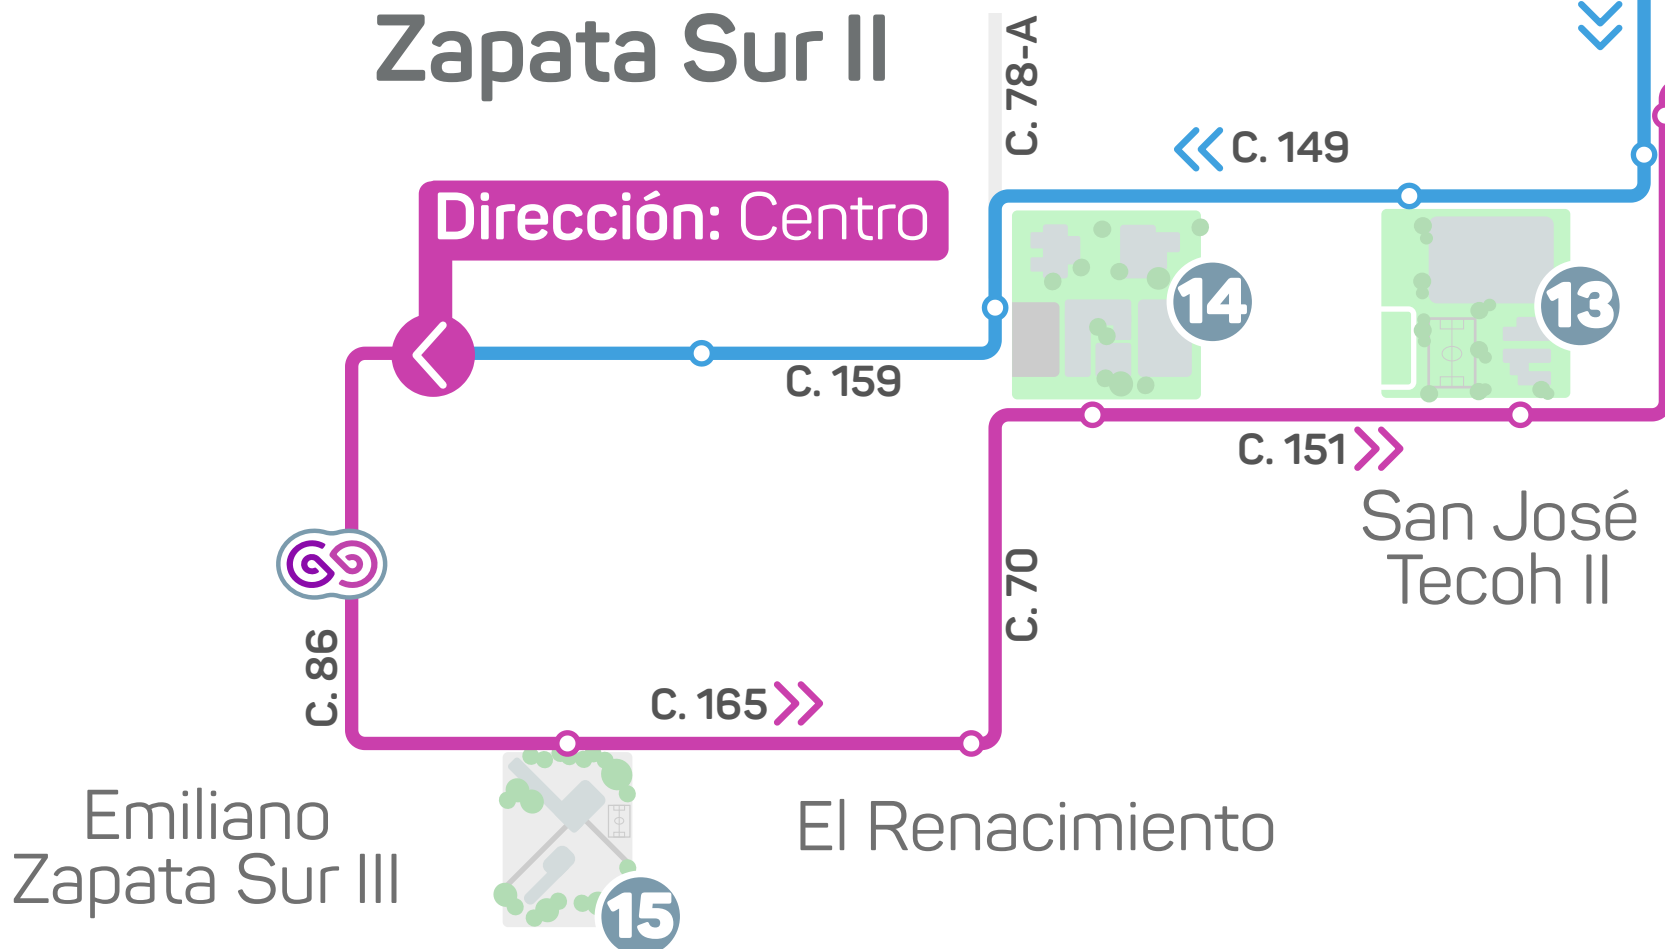 Zapata Sur II
C. 78-A
C. 149
Dirección: Centro
14
13
C. 159
C. 151
San José
Tecoh II
C. 70
C. 86
C. 165
Emiliano
Zapata Sur III
El Renacimiento
15